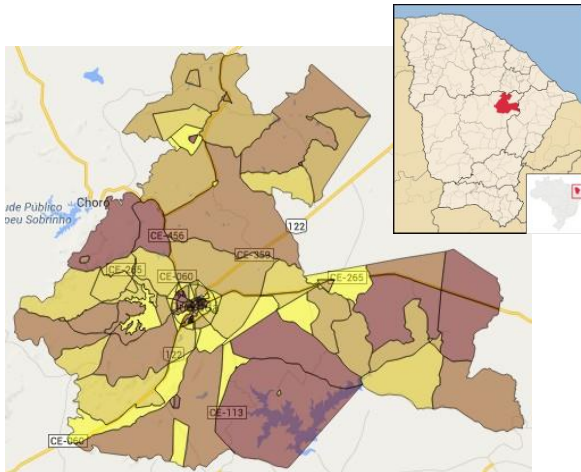 122
ude Público
Choró
peu Sobrinho
CE-456
CE-359
CE-265
CE-060
CE-265
122
CE-113
CE-060